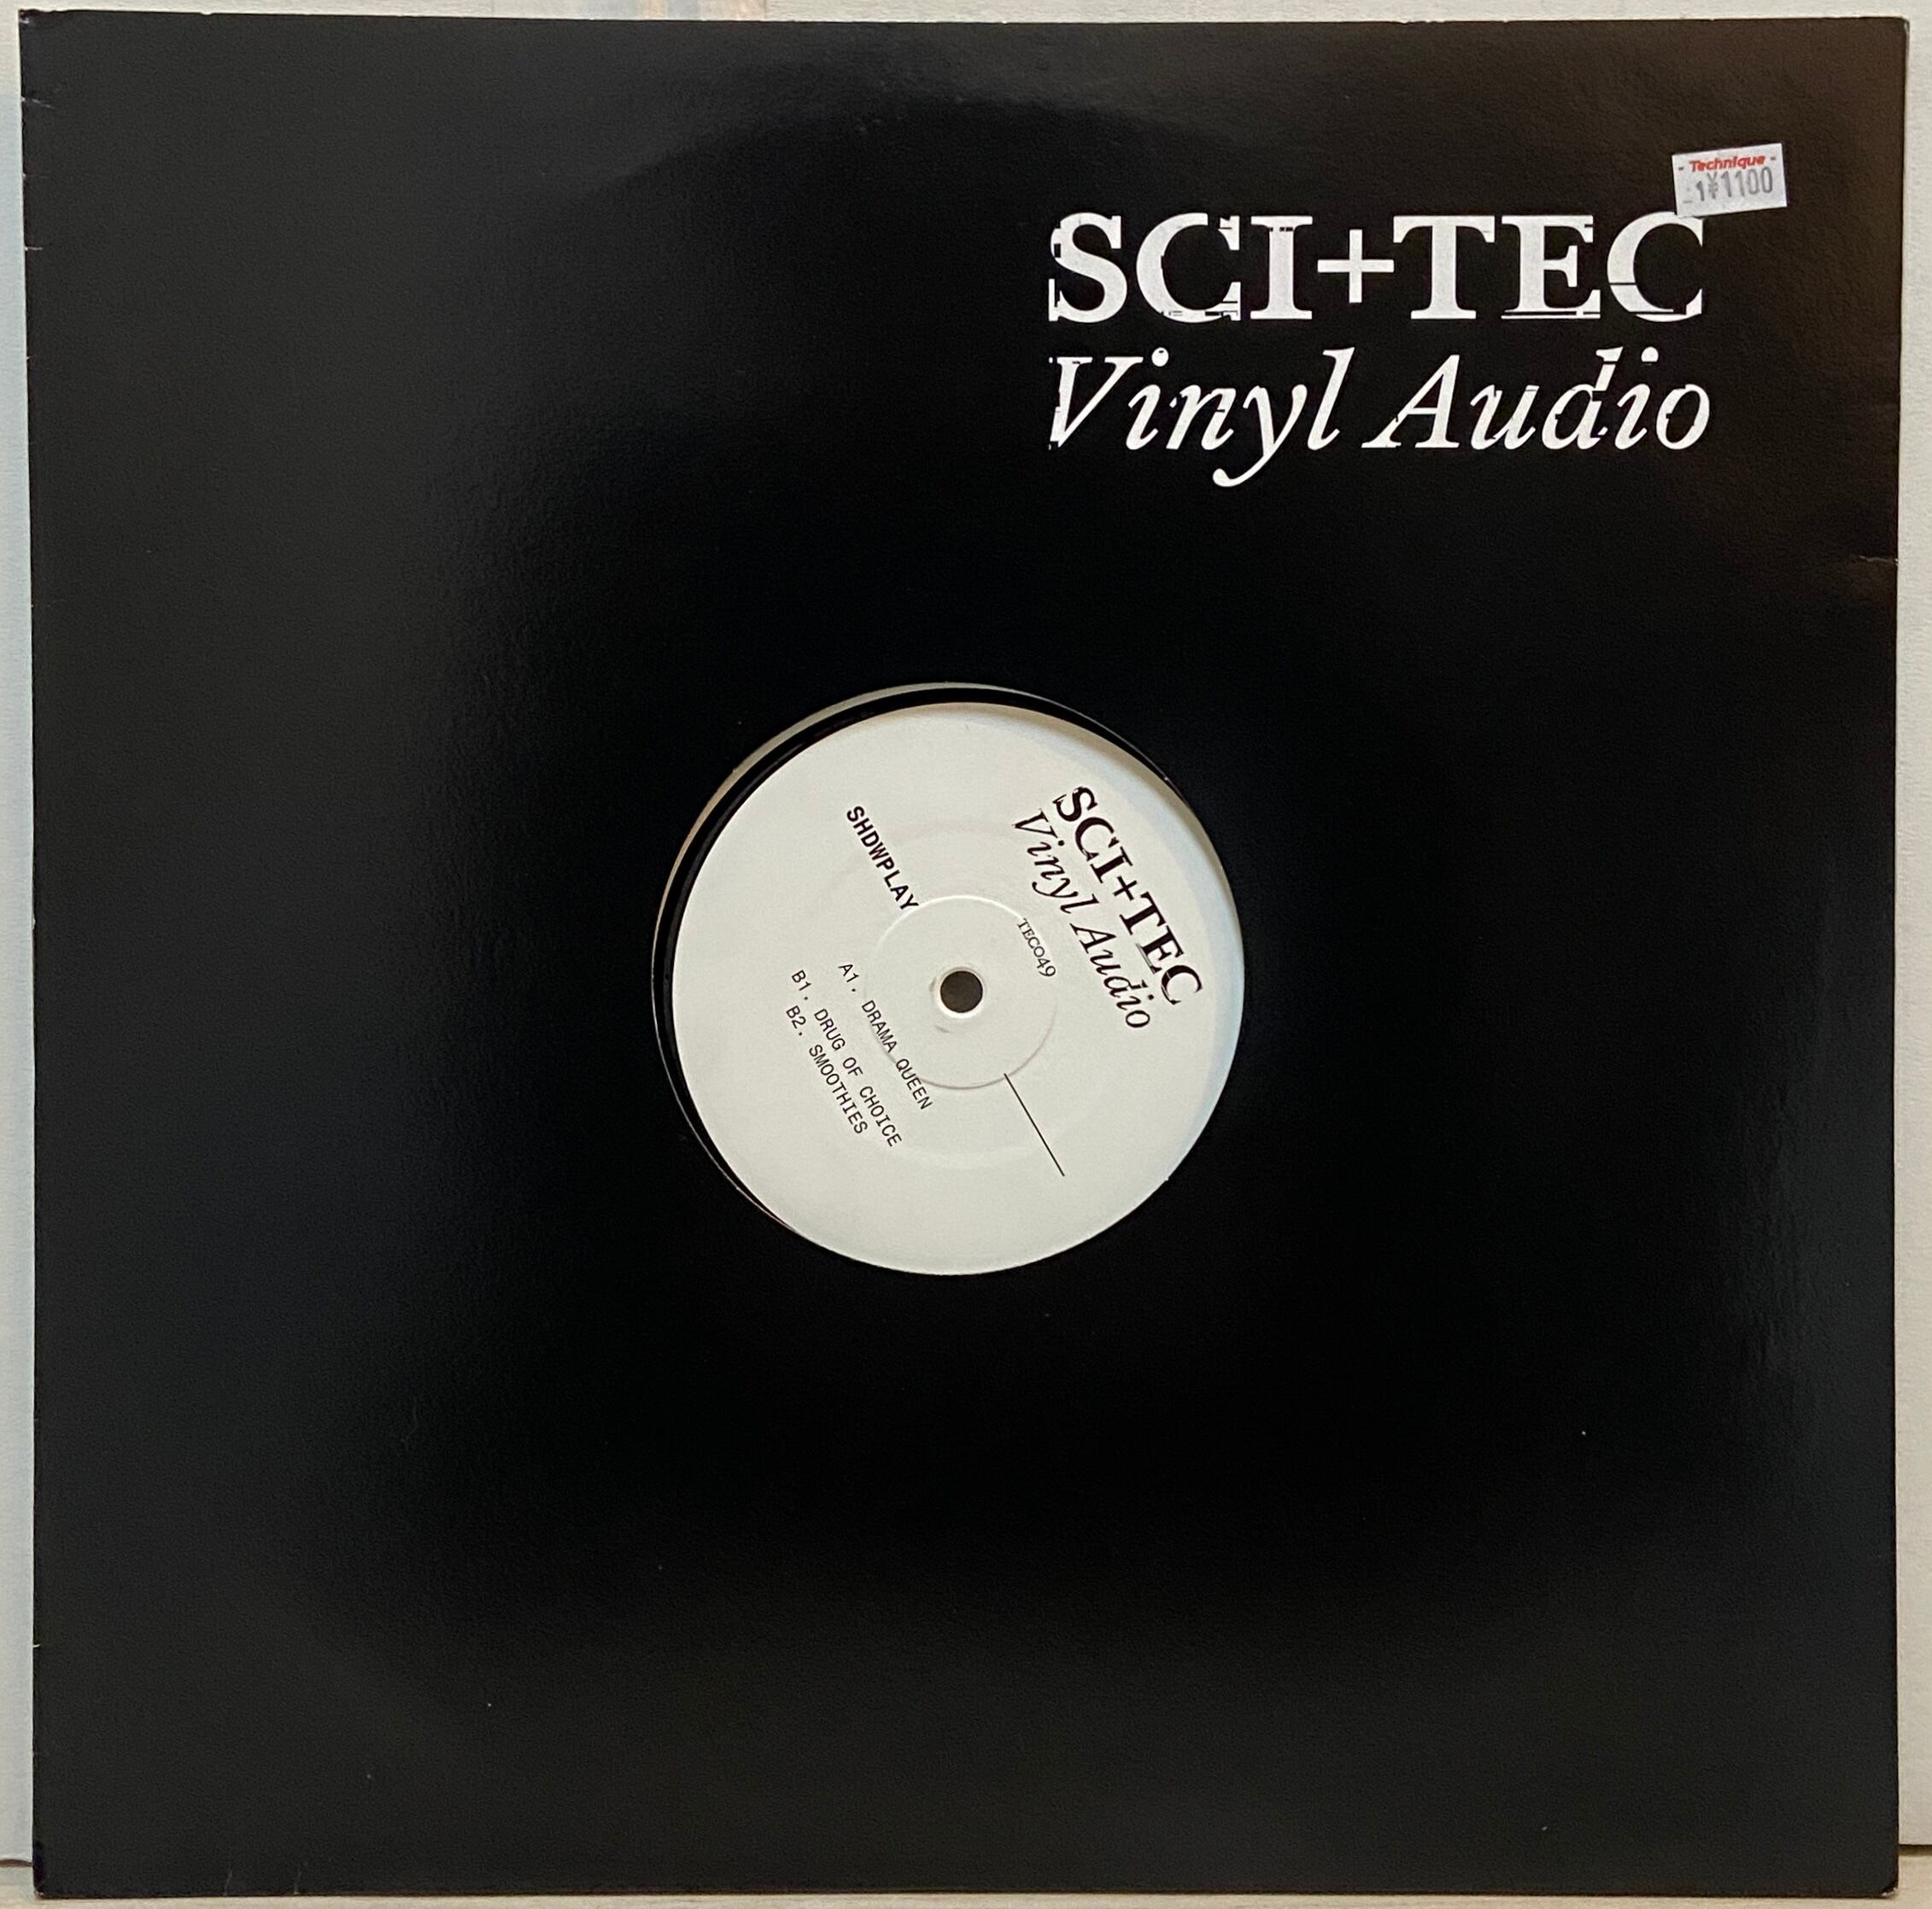 - Technique -
1¥1100
SCI+TEC
Vinyl Audio
SCI+TEC
Vinyl Audio
TEC049
SHDWPLAY
A1. DRAMA QUEEN
B1. DRUG OF CHOICE
B2. SMOOTHIES